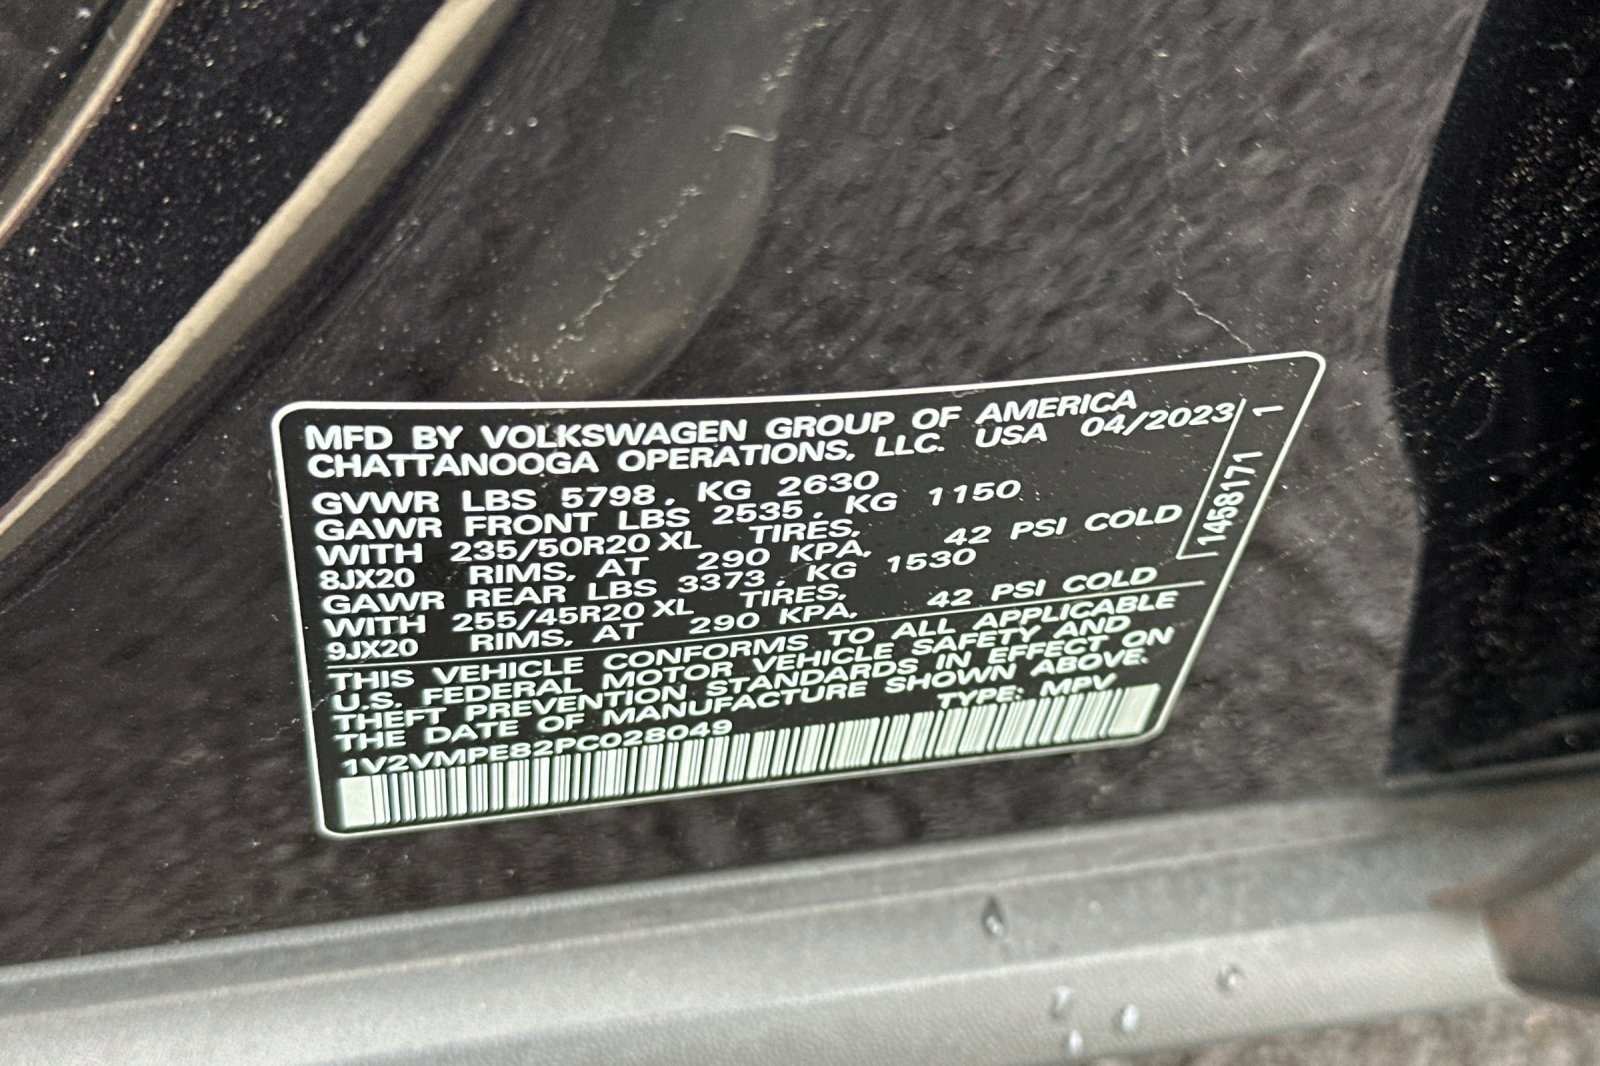 MFD BY VOLKSWAGEN GROUP OF AMERICA
CHATTANOOGA OPERATIONS, LLC. USA 04/2023
GVWR LBS 5798, KG 2630
GAWR FRONT LBS 2535, KG 1150
WITH 235/50R20 XL TIRES,
8JX20 RIMS, AT 290 KPA, 42 PSI COLD
GAWR REAR LBS 3373, KG 1530
WITH 255/45R20 XL TIRES,
9JX20 RIMS, AT 290 KPA, 42 PSI COLD
THIS VEHICLE CONFORMS TO ALL APPLICABLE
U.S. FEDERAL MOTOR VEHICLE SAFETY AND
THEFT PREVENTION STANDARDS IN EFFECT ON
THE DATE OF MANUFACTURE SHOWN ABOVE.
1V2VMPE82PC028049 TYPE: MPV
1458171 1